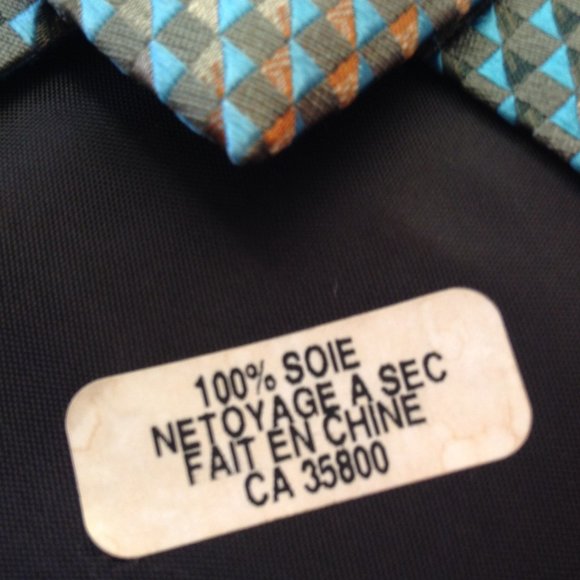 100% SOIE
NETOYAGE A SEC
FAIT EN CHINE
CA 35800